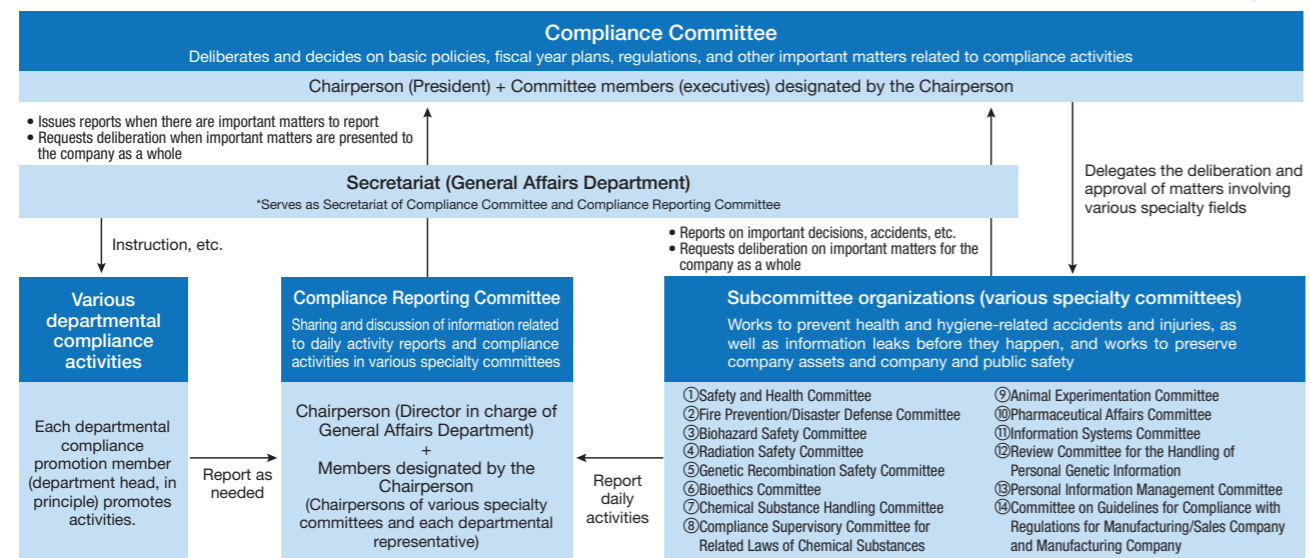 Compliance Committee
Deliberates and decides on basic policies, fiscal year plans, regulations, and other important matters related to compliance activities
Chairperson (President) + Committee members (executives) designated by the Chairperson
• Issues reports when there are important matters to report
• Requests deliberation when important matters are presented to
the company as a whole
Secretariat (General Affairs Department)
*Serves as Secretariat of Compliance Committee and Compliance Reporting Committee
Delegates the deliberation and
approval of matters involving
various specialty fields
Instruction, etc.
• Reports on important decisions, accidents, etc.
• Requests deliberation on important matters for the
company as a whole
Various
departmental
compliance
activities
Each departmental
compliance
promotion member
(department head, in
principle) promotes
activities.
Report as
needed
Compliance Reporting Committee
Sharing and discussion of information related
to daily activity reports and compliance
activities in various specialty committees
Chairperson (Director in charge of
General Affairs Department)
+
Members designated by the
Chairperson
(Chairpersons of various specialty
committees and each departmental
representative)
Report
daily
activities
Subcommittee organizations (various specialty committees)
Works to prevent health and hygiene-related accidents and injuries, as
well as information leaks before they happen, and works to preserve
company assets and company and public safety
①Safety and Health Committee
②Fire Prevention/Disaster Defense Committee
③Biohazard Safety Committee
④Radiation Safety Committee
⑤Genetic Recombination Safety Committee
⑥Bioethics Committee
⑦Chemical Substance Handling Committee
⑧Compliance Supervisory Committee for
Related Laws of Chemical Substances
⑨Animal Experimentation Committee
⑩Pharmaceutical Affairs Committee
⑪Information Systems Committee
⑫Review Committee for the Handling of
Personal Genetic Information
⑬Personal Information Management Committee
⑭Committee on Guidelines for Compliance with
Regulations for Manufacturing/Sales Company
and Manufacturing Company